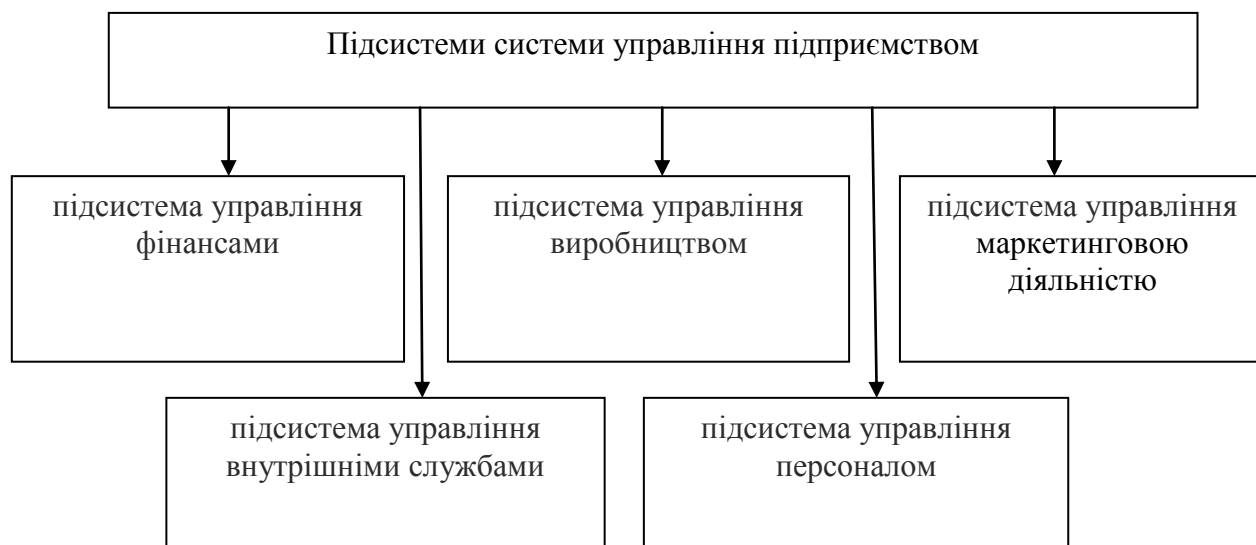 Підсистеми системи управління підприємством
підсистема управління
фінансами
підсистема управління
виробництвом
підсистема управління
маркетинговою
діяльністю
підсистема управління
внутрішніми службами
підсистема управління
персоналом